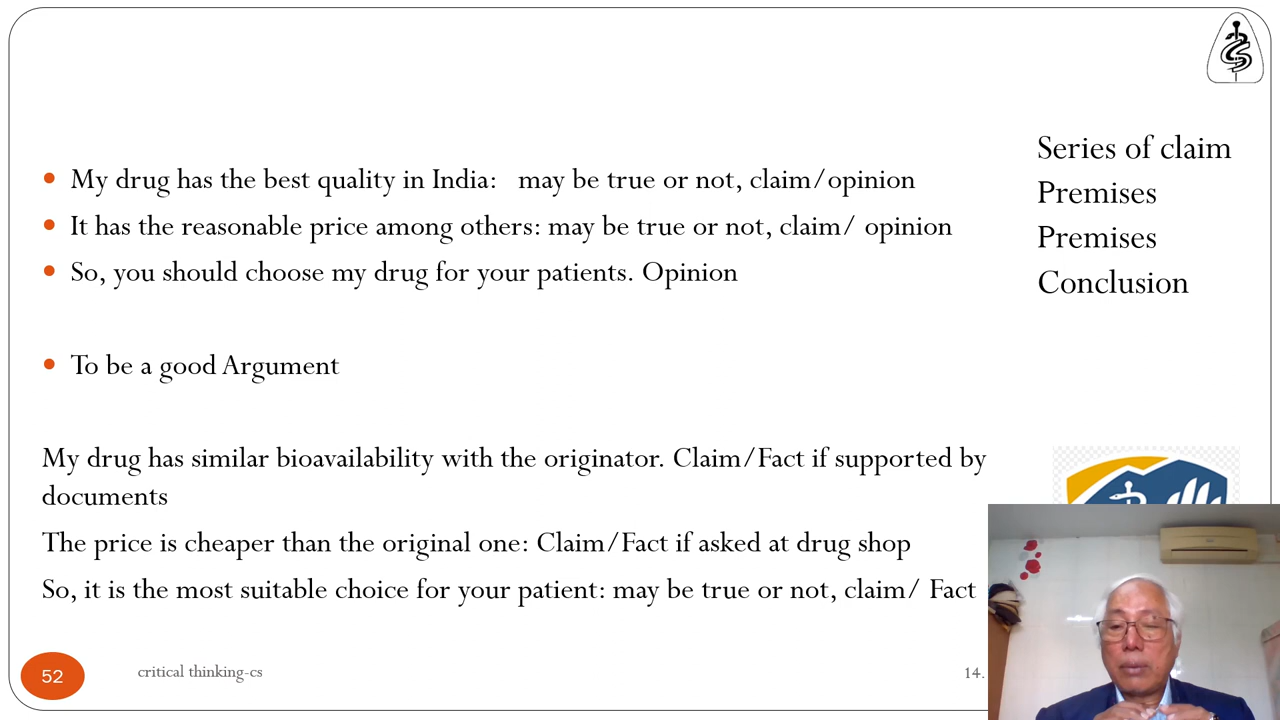 My drug has the best quality in India: may be true or not, claim/opinion
It has the reasonable price among others: may be true or not, claim/ opinion
So, you should choose my drug for your patients. Opinion
To be a good Argument
My drug has similar bioavailability with the originator. Claim/Fact if supported by
documents
The price is cheaper than the original one: Claim/Fact if asked at drug shop
So, it is the most suitable choice for your patient: may be true or not, claim/ Fact
Series of claim
Premises
Premises
Conclusion
52
critical thinking-cs
14.